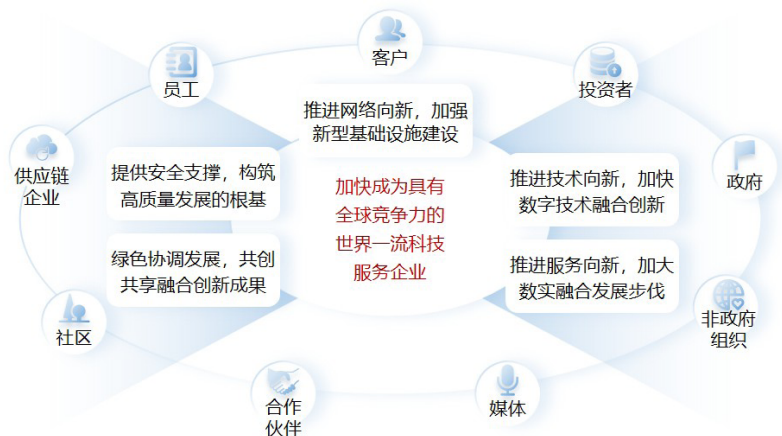 客户
员工
投资者
推进网络向新，加强
新型基础设施建设
供应链
企业
提供安全支撑，构筑
高质量发展的根基
加快成为具有
全球竞争力的
世界一流科技
服务企业
推进技术向新，加快
数字技术融合创新
政府
绿色协调发展，共创
共享融合创新成果
推进服务向新，加大
数实融合发展步伐
社区
非政府
组织
合作
伙伴
媒体